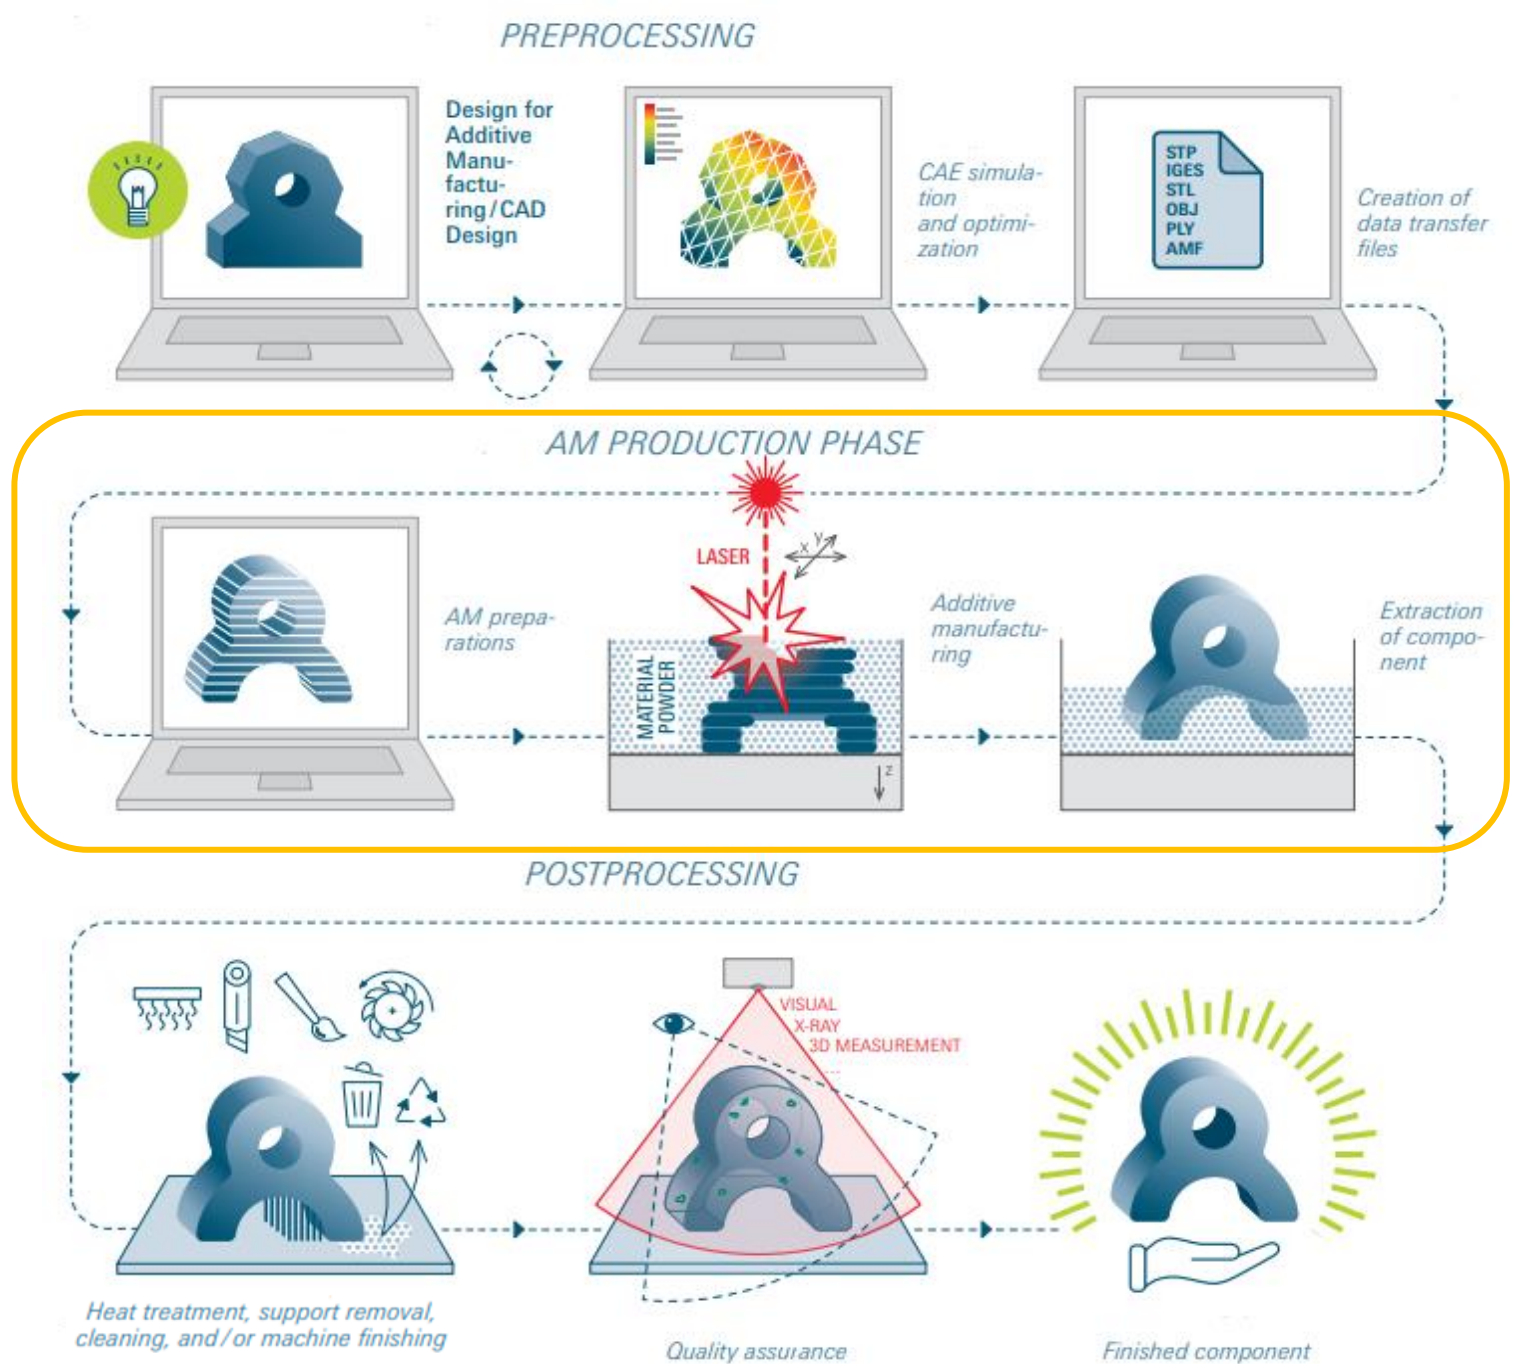 PREPROCESSING
Design for
Additive
Manu-
factu-
ring/CAD
Design
CAE simula-
tion
and optimi-
zation
STP
IGES
STL
OBJ
PLY
AMF
Creation of
data transfer
files
AM PRODUCTION PHASE
AM prepa-
rations
LASER
x
y
MATERIAL
POWDER
z
Additive
manufactu-
ring
Extraction
of compo-
nent
POSTPROCESSING
Heat treatment, support removal,
cleaning, and/or machine finishing
VISUAL
X-RAY
3D MEASUREMENT
...
Quality assurance
Finished component